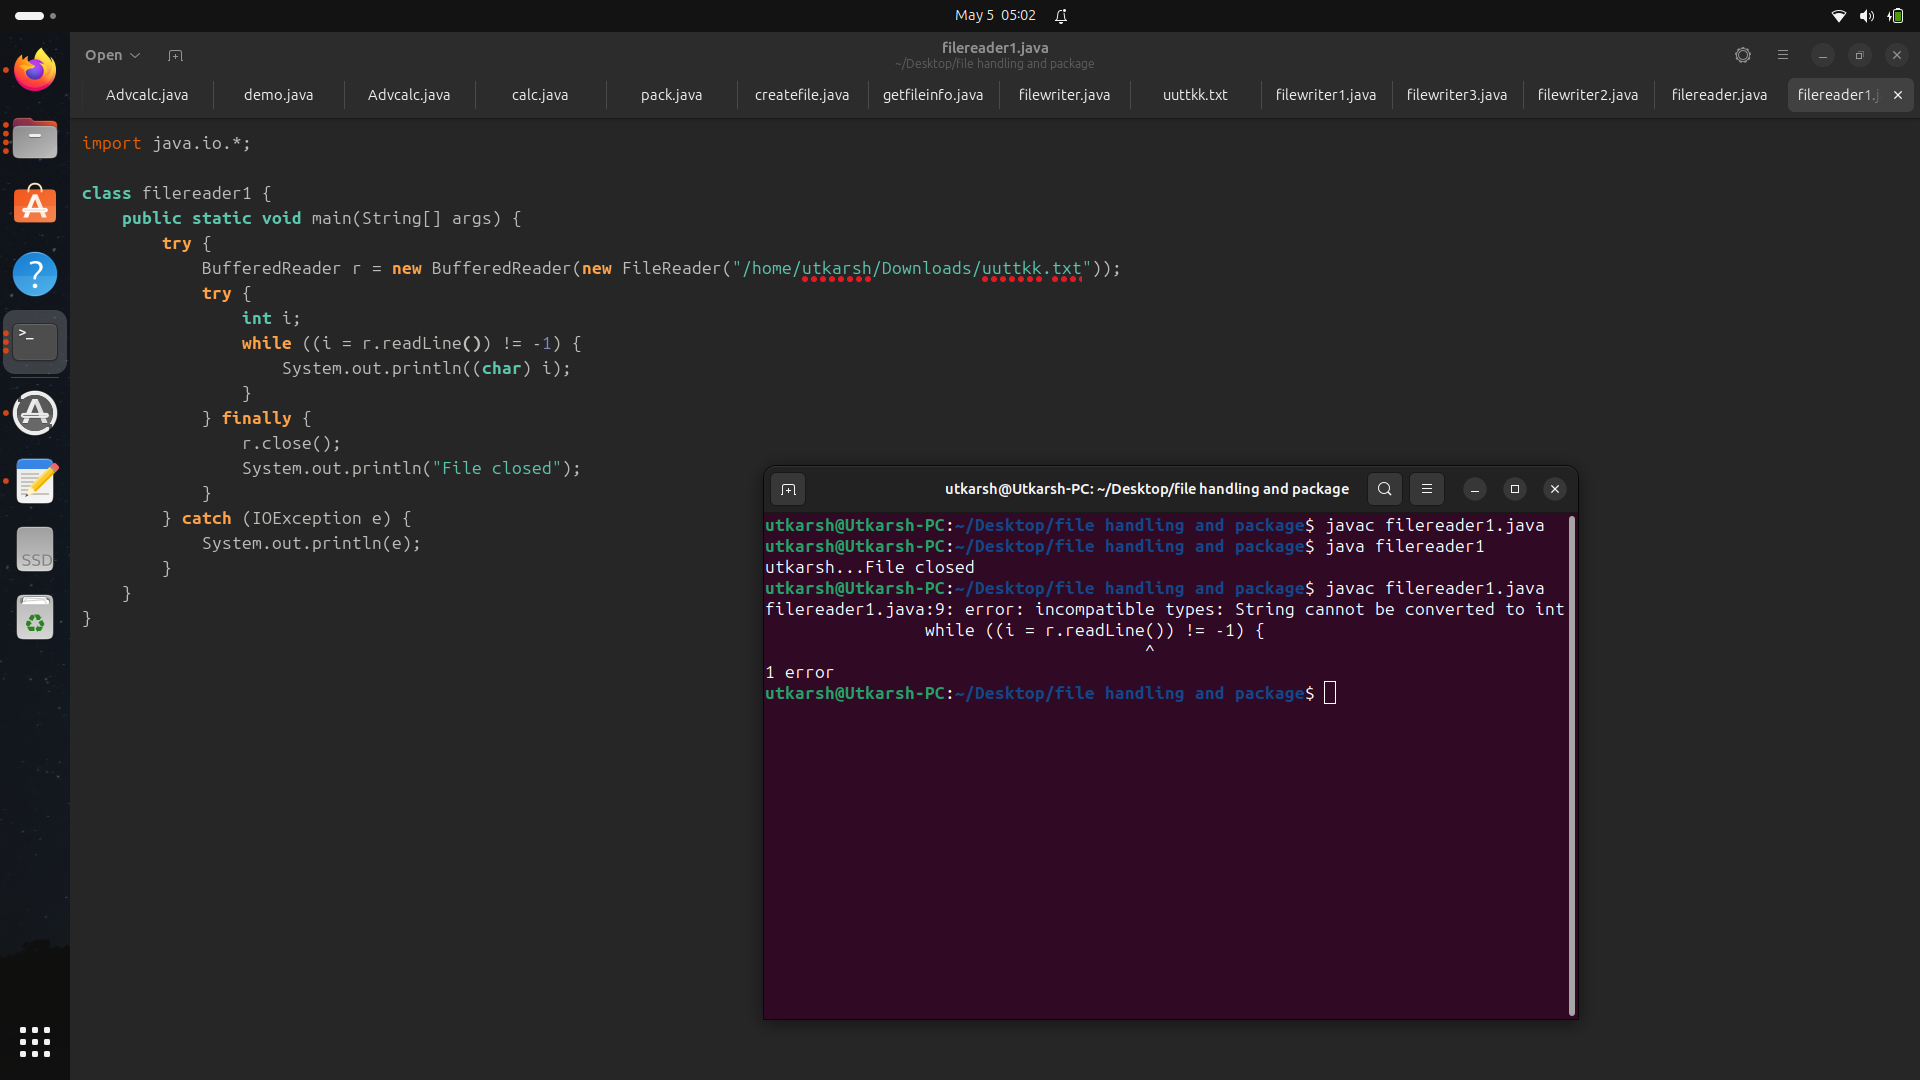 May 5 05:02
Open
filereader1.java
~/Desktop/file handling and package
Advcalc.java demo.java Advcalc.java calc.java pack.java createfile.java getfileinfo.java filewriter.java uuttkk.txt filewriter1.java filewriter3.java filewriter2.java filereader.java filereader1.j
import java.io.*;
class filereader1 {
public static void main(String[] args) {
try {
BufferedReader r = new BufferedReader(new FileReader("/home/utkarsh/Downloads/uuttkk.txt"));
try {
int i;
while ((i = r.readLine()) != -1) {
System.out.println((char) i);
}
} finally {
r.close();
System.out.println("File closed");
}
} catch (IOException e) {
System.out.println(e);
}
}
}
utkarsh@Utkarsh-PC: ~/Desktop/file handling and package
utkarsh@Utkarsh-PC:~/Desktop/file handling and package$ javac filereader1.java
utkarsh@Utkarsh-PC:~/Desktop/file handling and package$ java filereader1
utkarsh...File closed
utkarsh@Utkarsh-PC:~/Desktop/file handling and package$ javac filereader1.java
filereader1.java:9: error: incompatible types: String cannot be converted to int
while ((i = r.readLine()) != -1) {
^
1 error
utkarsh@Utkarsh-PC:~/Desktop/file handling and package$
?
>_
SSD